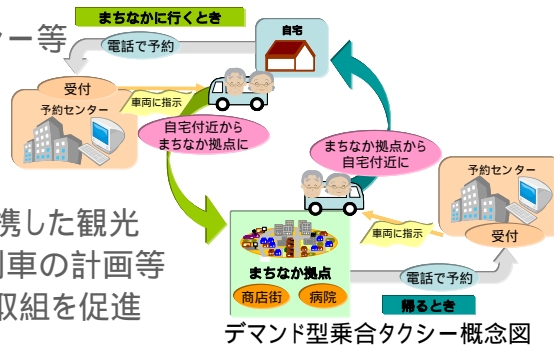 まちなかに行くとき
シー等
電話で予約
自宅
受付
予約センター
車両に指示
自宅付近から
まちなか拠点に
まちなか拠点から
自宅付近に
予約センター
受付
車両に指示
携した観光
列車の計画等
取組を促進
まちなか拠点
商店街
病院
電話で予約
帰るとき
デマンド型乗合タクシー概念図